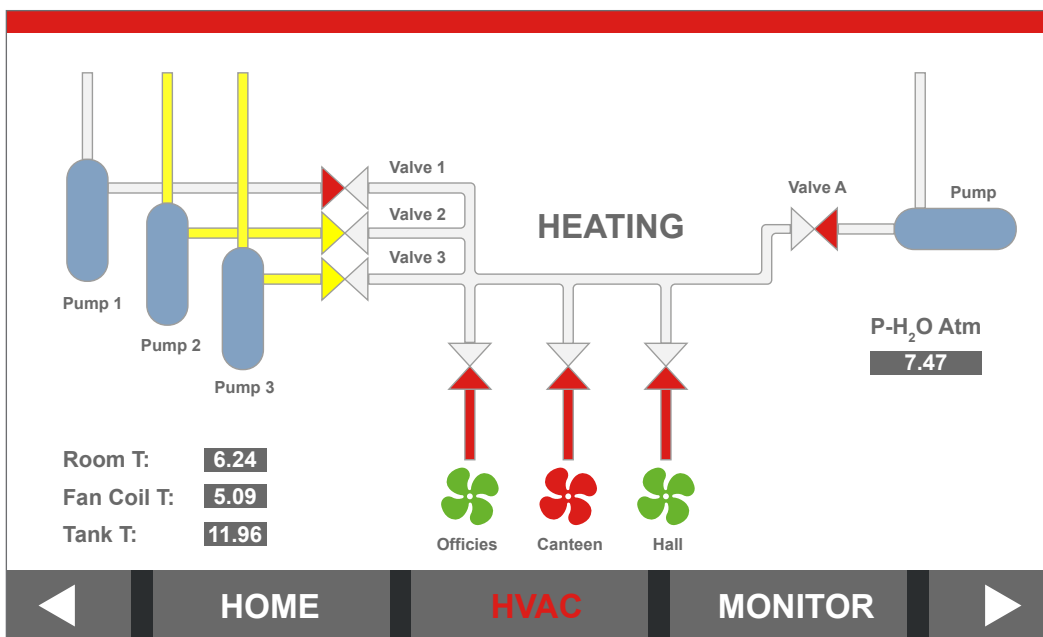 Valve 1
Valve A
Pump
Valve 2
HEATING
Valve 3
Pump 1
P-H₂O Atm
Pump 2
7.47
Pump 3
Room T: 6.24
Fan Coil T: 5.09
Tank T: 11.96
Officies Canteen Hall
HOME HVAC MONITOR